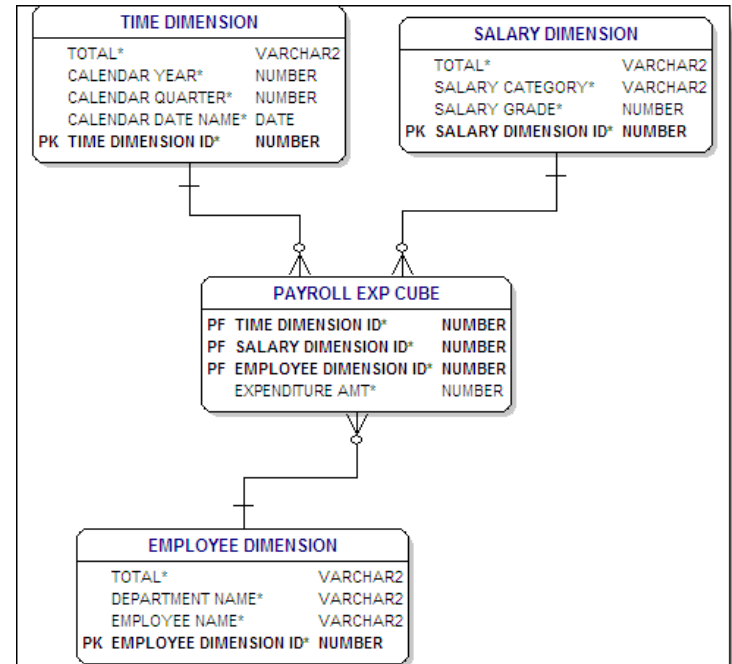 TIME DIMENSION
TOTAL* VARCHAR2
CALENDAR YEAR* NUMBER
CALENDAR QUARTER* NUMBER
CALENDAR DATE NAME* DATE
PK TIME DIMENSION ID* NUMBER
SALARY DIMENSION
TOTAL* VARCHAR2
SALARY CATEGORY* VARCHAR2
SALARY GRADE* NUMBER
PK SALARY DIMENSION ID* NUMBER
PAYROLL EXP CUBE
PF TIME DIMENSION ID* NUMBER
PF SALARY DIMENSION ID* NUMBER
PF EMPLOYEE DIMENSION ID* NUMBER
EXPENDITURE AMT* NUMBER
EMPLOYEE DIMENSION
TOTAL* VARCHAR2
DEPARTMENT NAME* VARCHAR2
EMPLOYEE NAME* VARCHAR2
PK EMPLOYEE DIMENSION ID* NUMBER